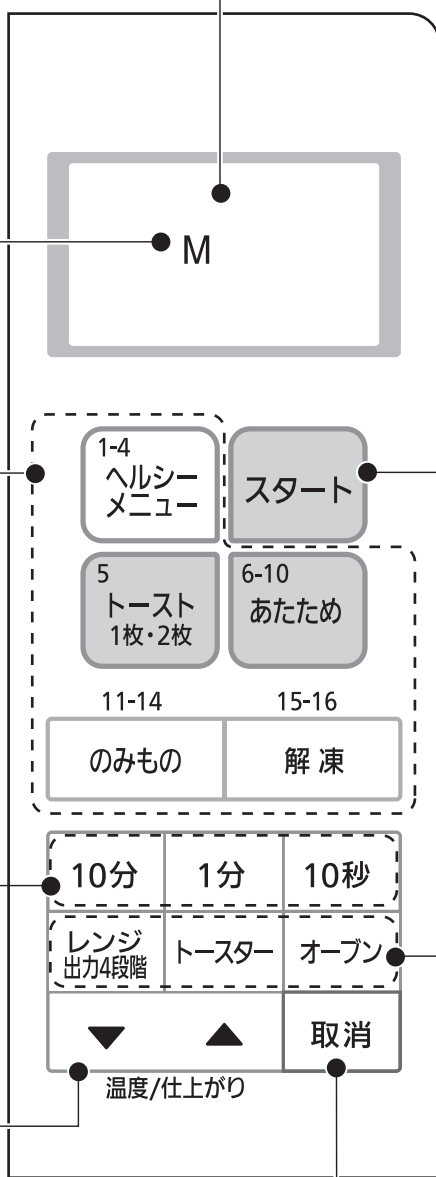 M
1-4
ヘルシー
メニュー
スタート
5
トースト
1枚・2枚
6-10
あたため
11-14
15-16
のみもの
解凍
10分
1分
10秒
レンジ
出力4段階
トースター
オーブン
▼
▲
取消
温度/仕上がり